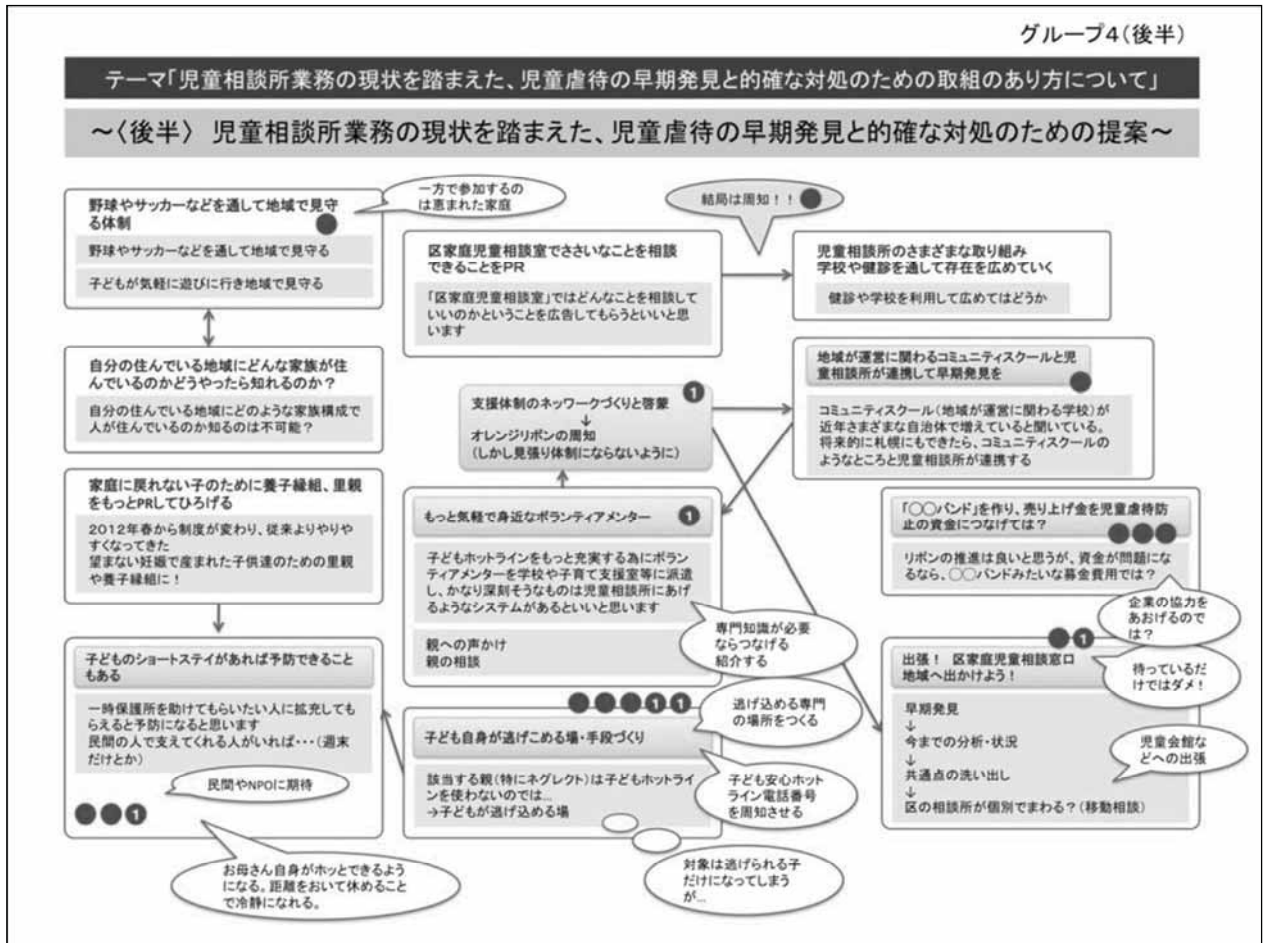 グループ4(後半)
テーマ「児童相談所業務の現状を踏まえた、児童虐待の早期発見と的確な対処のための取組のあり方について」
～〈後半〉 児童相談所業務の現状を踏まえた、児童虐待の早期発見と的確な対処のための提案～
野球やサッカーなどを通して地域で見守
る体制
野球やサッカーなどを通して地域で見守る
子どもが気軽に遊びに行き地域で見守る
一方で参加するの
は恵まれた家庭
自分の住んでいる地域にどんな家族が住
んでいるのかどうやったら知れるのか？
自分の住んでいる地域にどのような家族構成で
人が住んでいるのか知るのは不可能？
家庭に戻れない子のために養子縁組、里親
をもっとPRしてひろげる
2012年春から制度が変わり、従来よりやりや
すくなってきた
望まない妊娠で産まれた子供達のための里親
や養子縁組に！
子どものショートステイがあれば予防できること
もある
一時保護所を助けてもらいたい人に拡充しても
らえると予防になると思います
民間の人で支えてくれる人がいれば・・・(週末
だけとか)
民間やNPOに期待
1
お母さん自身がホッとできるよう
になる。距離をおいて休めること
で冷静になれる。
区家庭児童相談室でささいなことを相談
できることをPR
「区家庭児童相談室」ではどんなことを相談して
いいのかということを広告してもらうといいと思
います
結局は周知！！
支援体制のネッワークづくりと啓蒙
↓
オレンジリボンの周知
(しかし見張り体制にならないように)
1
もっと気軽で身近なボランティアメンター
1
子どもホットラインをもっと充実する為にボラン
ティアメンターを学校や子育て支援室等に派遣
し、かなり深刻そうなものは児童相談所にあげ
るようなシステムがあるといいと思います
親への声かけ
親の相談
専門知識が必要
ならつなげる
紹介する
1 1
子ども自身が逃げこめる場・手段づくり
該当する親(特にネグレクト)は子どもホットライ
ンを使わないのでは…
→子どもが逃げ込める場
逃げ込める専門
の場所をつくる
子ども安心ホット
ライン電話番号
を周知させる
対象は逃げられる子
だけになってしまう
が…
児童相談所のさまざまな取り組み
学校や健診を通して存在を広めていく
健診や学校を利用して広めてはどうか
地域が運営に関わるコミュニティスクールと児
童相談所が連携して早期発見を
コミュニティスクール(地域が運営に関わる学校)が
近年さまざまな自治体で増えていると聞いている。
将来的に札幌にもできたら、コミュニティスクールの
ようなところと児童相談所が連携する
「○○バンド」を作り、売り上げ金を児童虐待防
止の資金につなげては？
リボンの推進は良いと思うが、資金が問題にな
るなら、○○バンドみたいな募金費用では？
企業の協力を
あおげるので
は？
1
出張！ 区家庭児童相談窓口
地域へ出かけよう！
待っているだ
けではダメ！
早期発見
↓
今までの分析・状況
↓
共通点の洗い出し
↓
区の相談所が個別でまわる？(移動相談)
児童会館な
どへの出張